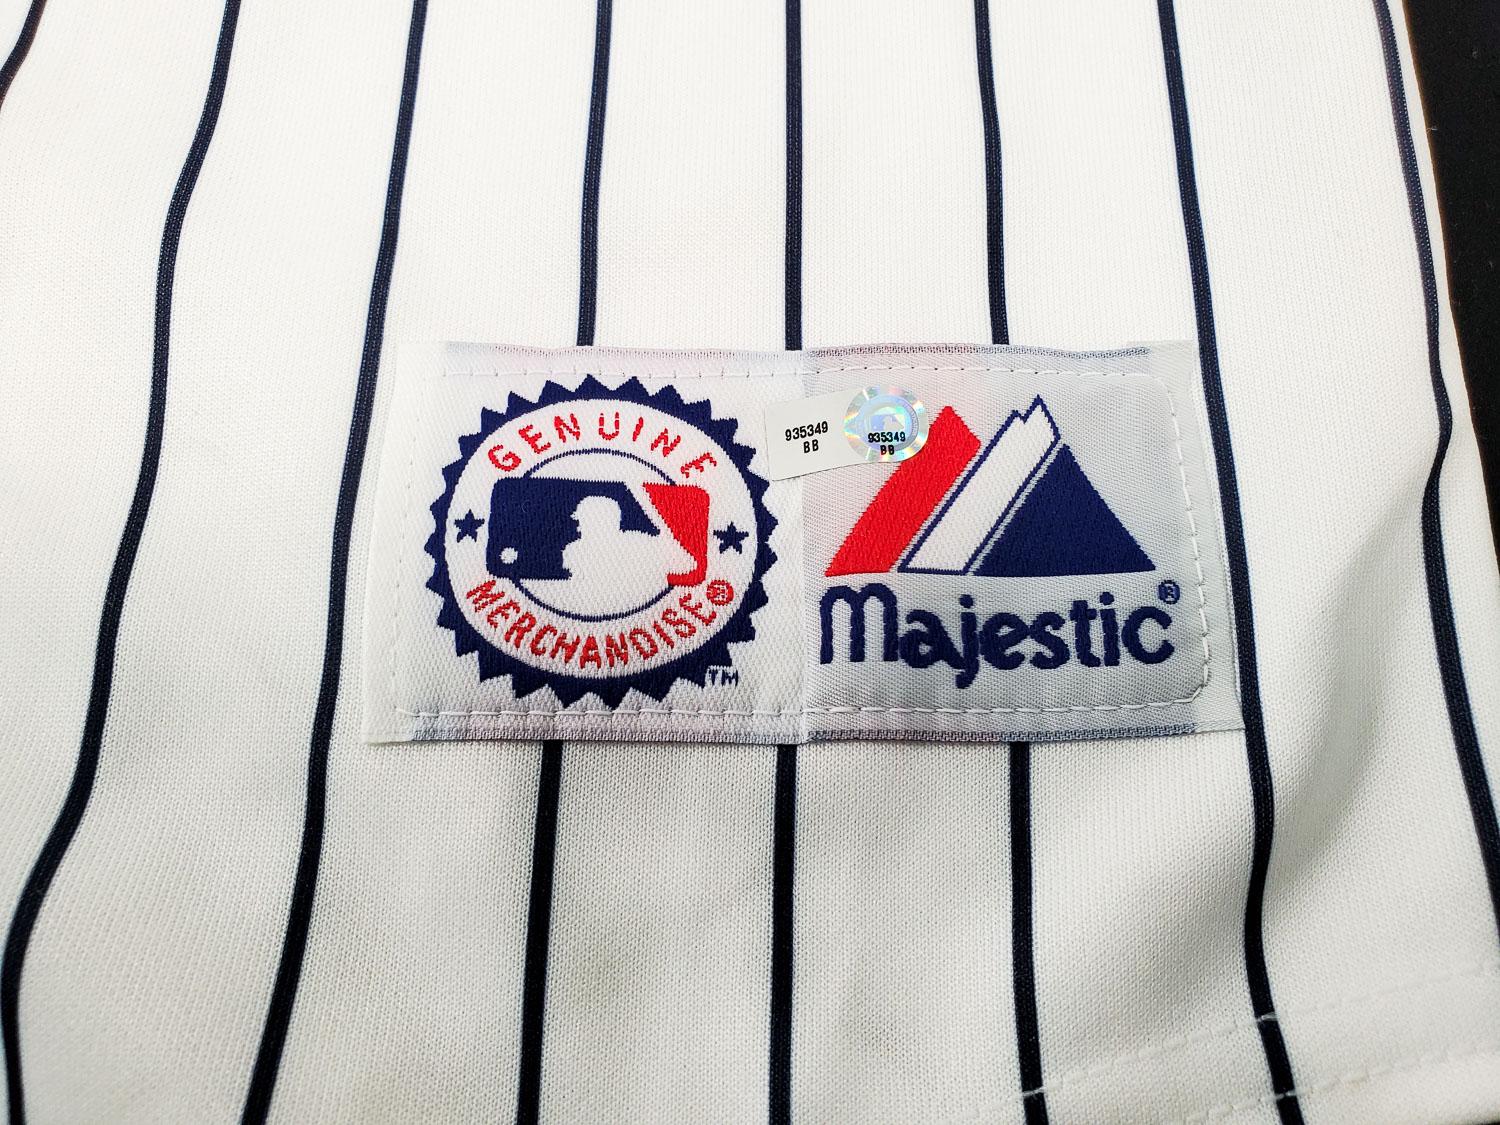 GENUINE
MERCHANDISE®
TM
935349
BB
935349
BB
Majestic®